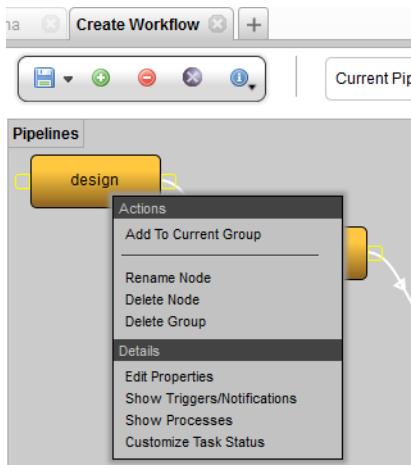 na
Create Workflow
Current Pip
Pipelines
design
Actions
Add To Current Group
Rename Node
Delete Node
Delete Group
Details
Edit Properties
Show Triggers/Notifications
Show Processes
Customize Task Status